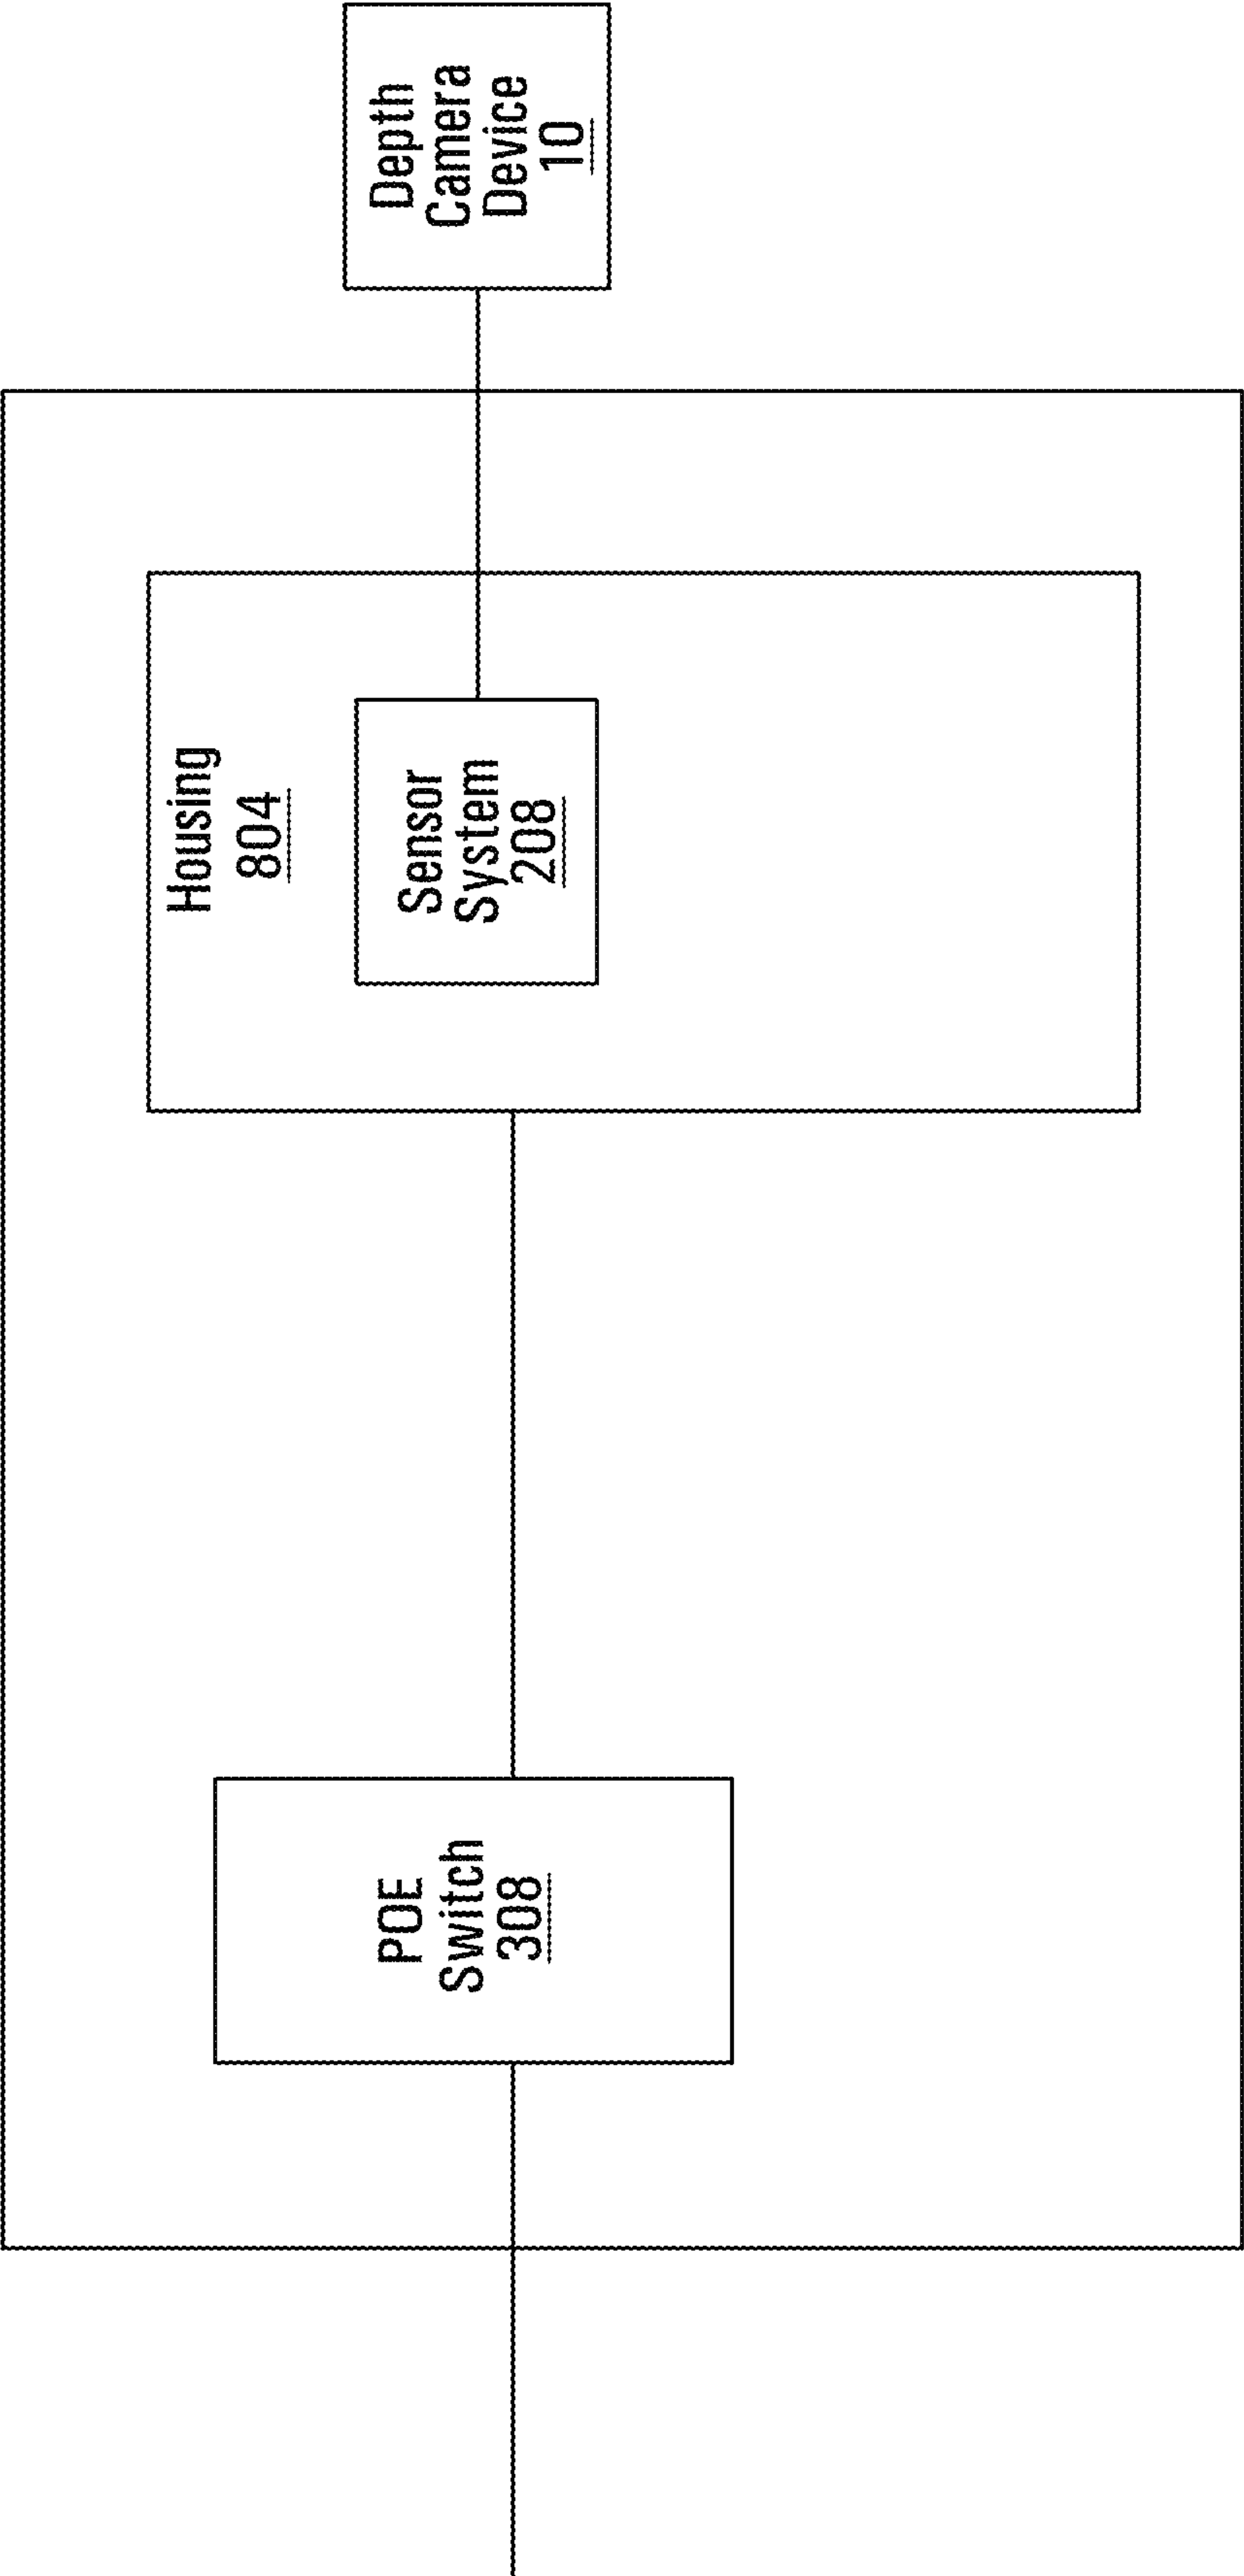 POE
Switch
308
Housing
804
Sensor
System
208
Depth
Camera
Device
10